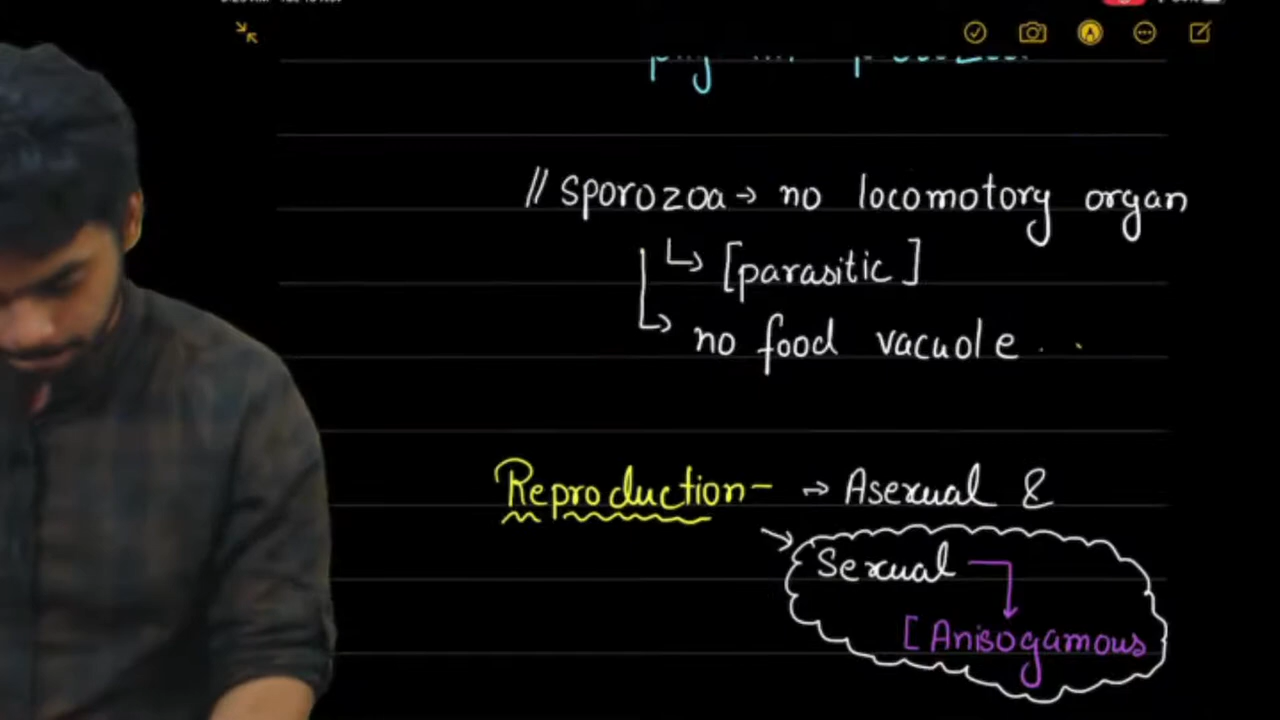 // Sporozoa → no locomotory organ
↳ [parasitic]
↳ no food vacuole
Reproduction- → Asexual &
→ Sexual
[Anisogamous